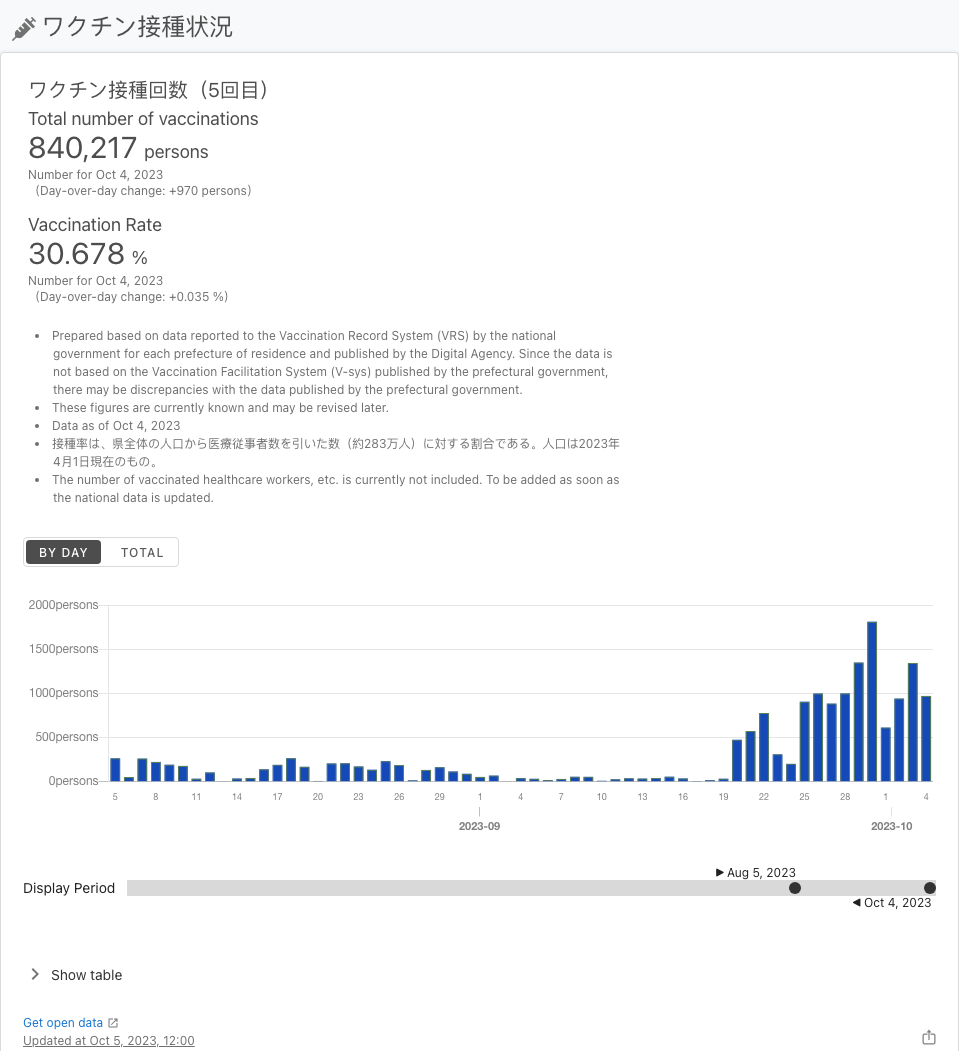 ワクチン接種状況
ワクチン接種回数（5回目）
Total number of vaccinations
840,217 persons
Number for Oct 4, 2023
（Day-over-day change: +970 persons）
Vaccination Rate
30.678 %
Number for Oct 4, 2023
（Day-over-day change: +0.035 %）
• Prepared based on data reported to the Vaccination Record System (VRS) by the national
government for each prefecture of residence and published by the Digital Agency. Since the data is
not based on the Vaccination Facilitation System (V-sys) published by the prefectural government,
there may be discrepancies with the data published by the prefectural government.
• These figures are currently known and may be revised later.
• Data as of Oct 4, 2023
• 接種率は、県全体の人口から医療従事者数を引いた数（約283万人）に対する割合である。人口は2023年
4月1日現在のもの。
• The number of vaccinated healthcare workers, etc. is currently not included. To be added as soon as
the national data is updated.
BY DAY TOTAL
2000persons
1500persons
1000persons
500persons
0persons
5 8 11 14 17 20 23 26 29 1 4 7 10 13 16 19 22 25 28 1 4
2023-09 2023-10
Aug 5, 2023
Display Period
Oct 4, 2023
Show table
Get open data
Updated at Oct 5, 2023, 12:00